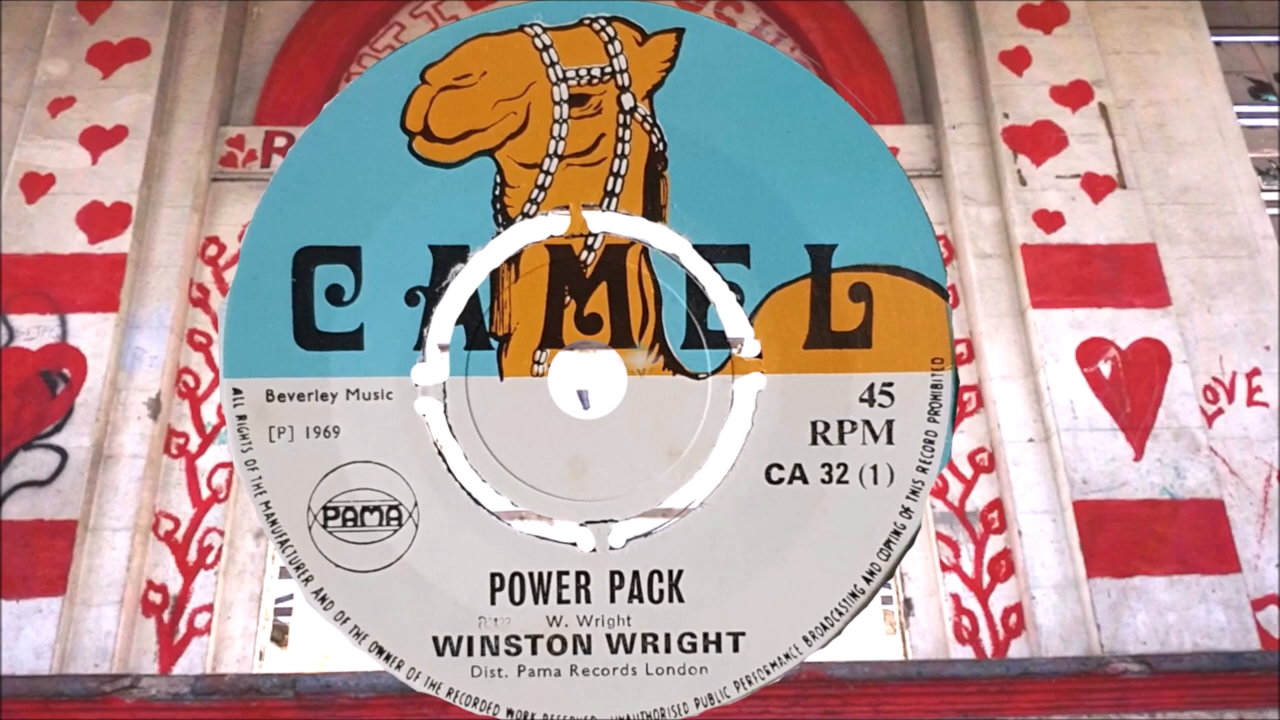 CAMEL
Beverley Music
[P] 1969
45
RPM
CA 32 (1)
PAMA
POWER PACK
W. Wright
WINSTON WRIGHT
Dist. Pama Records London
ALL RIGHTS OF THE MANUFACTURER AND OF THE OWNER OF THE RECORDED WORK RESERVED. UNAUTHORISED PUBLIC PERFORMANCE BROADCASTING AND COPYING OF THIS RECORD PROHIBITED
LOVE